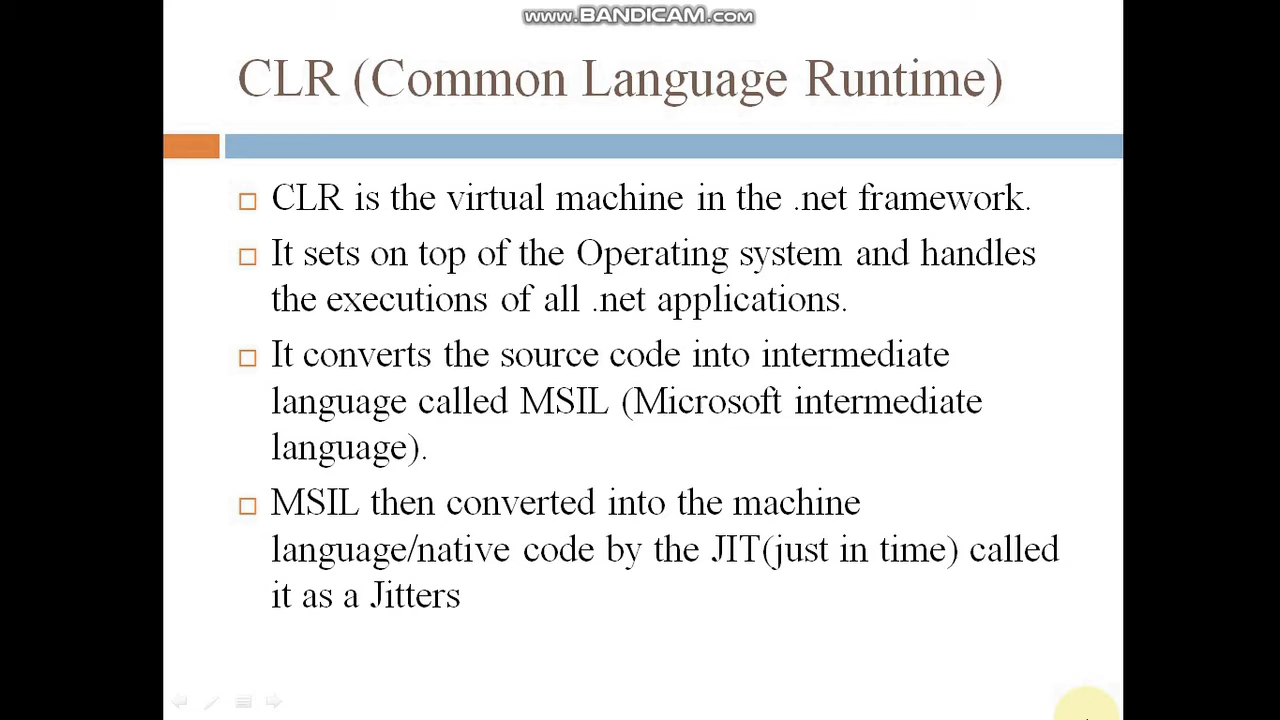 www.BANDICAM.com
CLR (Common Language Runtime)
CLR is the virtual machine in the .net framework.
It sets on top of the Operating system and handles
the executions of all .net applications.
It converts the source code into intermediate
language called MSIL (Microsoft intermediate
language).
MSIL then converted into the machine
language/native code by the JIT(just in time) called
it as a Jitters